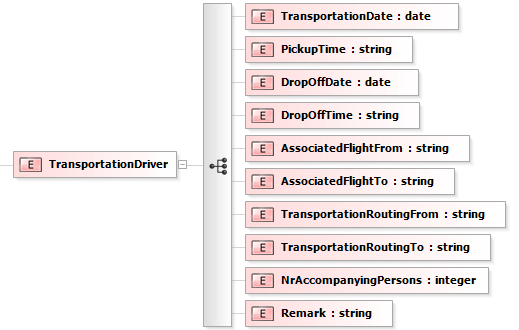 E TransportationDate : date
E PickupTime : string
E DropOffDate : date
E DropOffTime : string
E AssociatedFlightFrom : string
E TransportationDriver
E AssociatedFlightTo : string
E TransportationRoutingFrom : string
E TransportationRoutingTo : string
E NrAccompanyingPersons : integer
E Remark : string